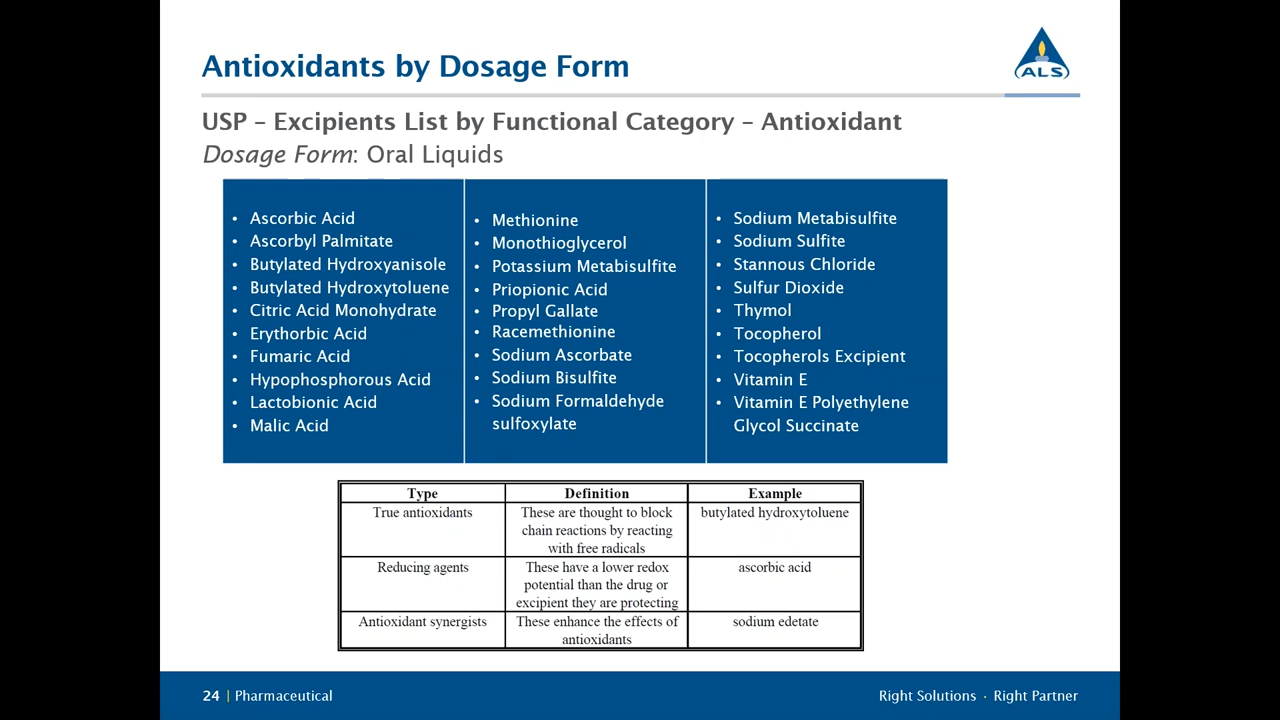 Antioxidants by Dosage Form
ALS
USP – Excipients List by Functional Category – Antioxidant
Dosage Form: Oral Liquids
• Ascorbic Acid
• Ascorbyl Palmitate
• Butylated Hydroxyanisole
• Butylated Hydroxytoluene
• Citric Acid Monohydrate
• Erythorbic Acid
• Fumaric Acid
• Hypophosphorous Acid
• Lactobionic Acid
• Malic Acid
• Methionine
• Monothioglycerol
• Potassium Metabisulfite
• Priopionic Acid
• Propyl Gallate
• Racemethionine
• Sodium Ascorbate
• Sodium Bisulfite
• Sodium Formaldehyde
sulfoxylate
• Sodium Metabisulfite
• Sodium Sulfite
• Stannous Chloride
• Sulfur Dioxide
• Thymol
• Tocopherol
• Tocopherols Excipient
• Vitamin E
• Vitamin E Polyethylene
Glycol Succinate
Type Definition Example
True antioxidants These are thought to block butylated hydroxytoluene
chain reactions by reacting
with free radicals
Reducing agents These have a lower redox ascorbic acid
potential than the drug or
excipient they are protecting
Antioxidant synergists These enhance the effects of sodium edetate
antioxidants
24 | Pharmaceutical
Right Solutions · Right Partner